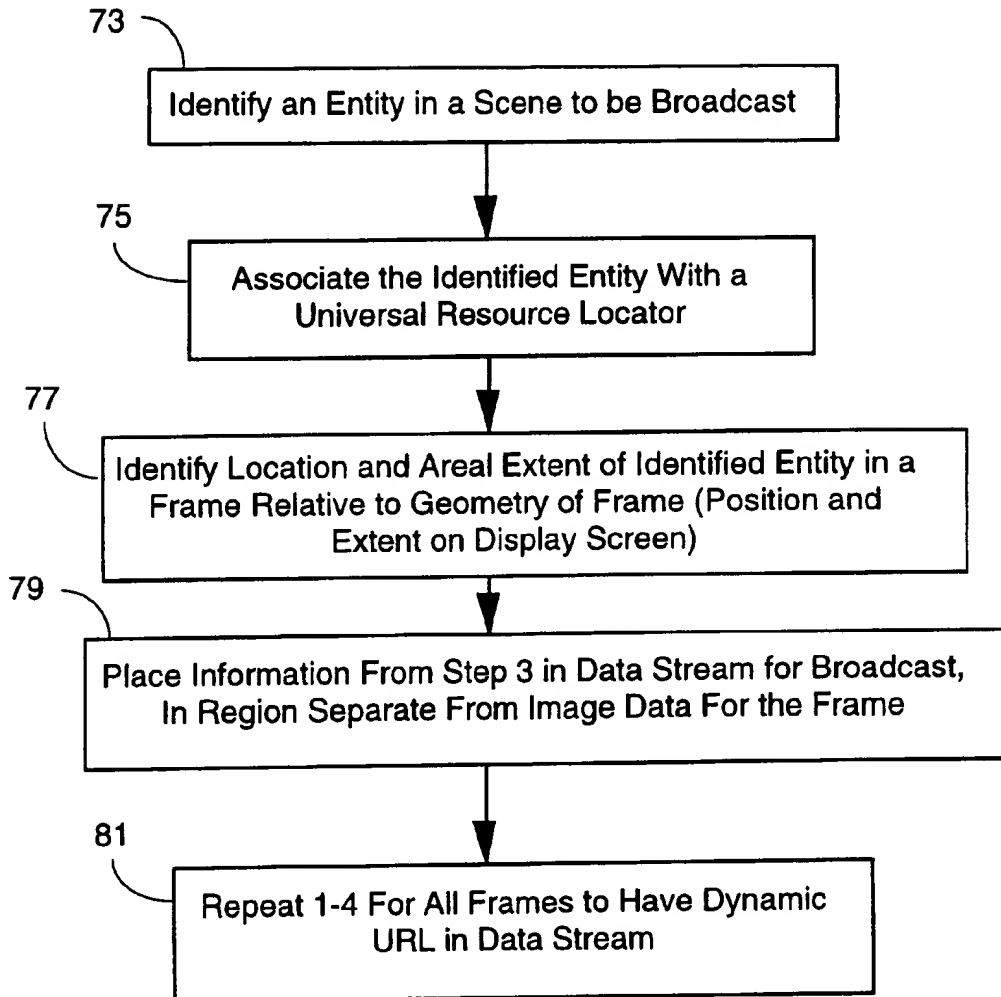 73
Identify an Entity in a Scene to be Broadcast
75
Associate the Identified Entity With a
Universal Resource Locator
77
Identify Location and Areal Extent of Identified Entity in a
Frame Relative to Geometry of Frame (Position and
Extent on Display Screen)
79
Place Information From Step 3 in Data Stream for Broadcast,
In Region Separate From Image Data For the Frame
81
Repeat 1-4 For All Frames to Have Dynamic
URL in Data Stream